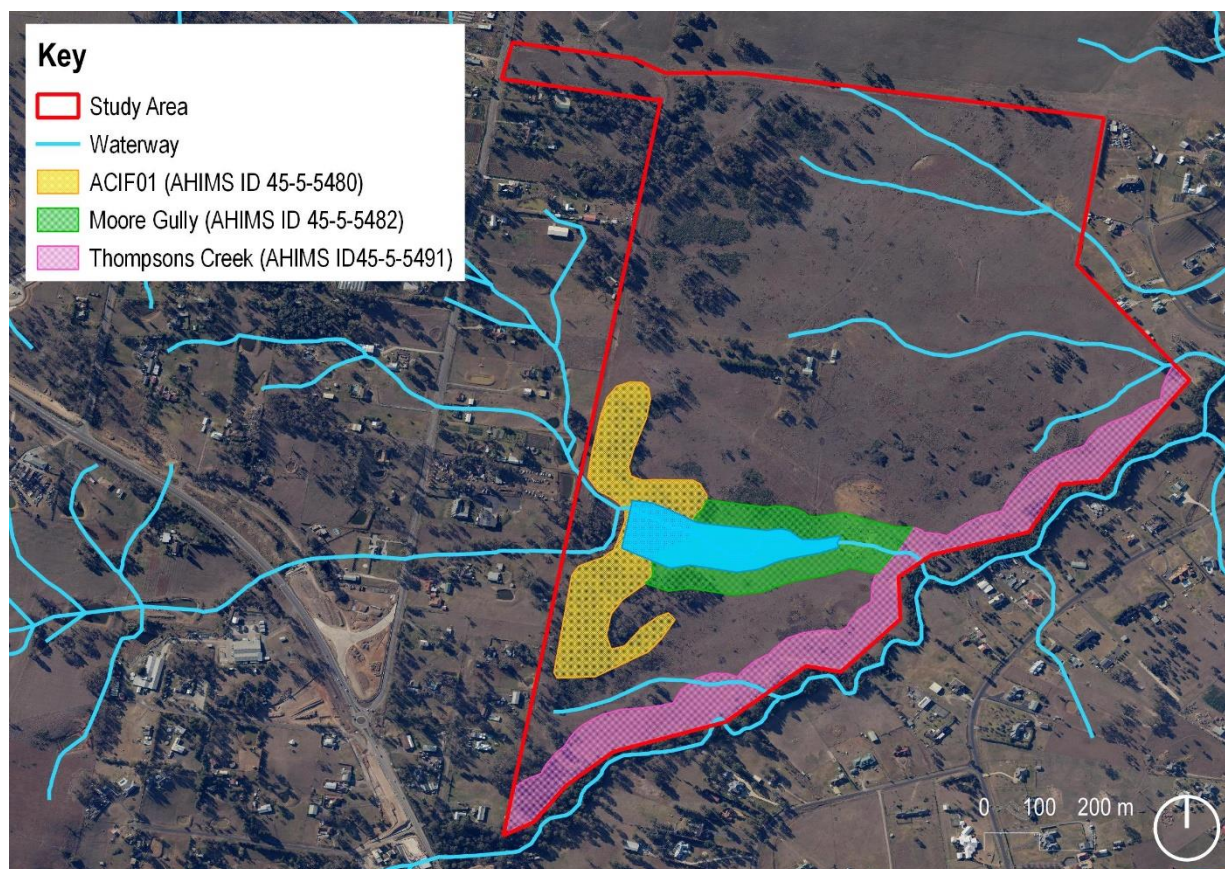 Key
Study Area
Waterway
ACIF01 (AHIMS ID 45-5-5480)
Moore Gully (AHIMS ID 45-5-5482)
Thompsons Creek (AHIMS ID45-5-5491)
0 100 200 m